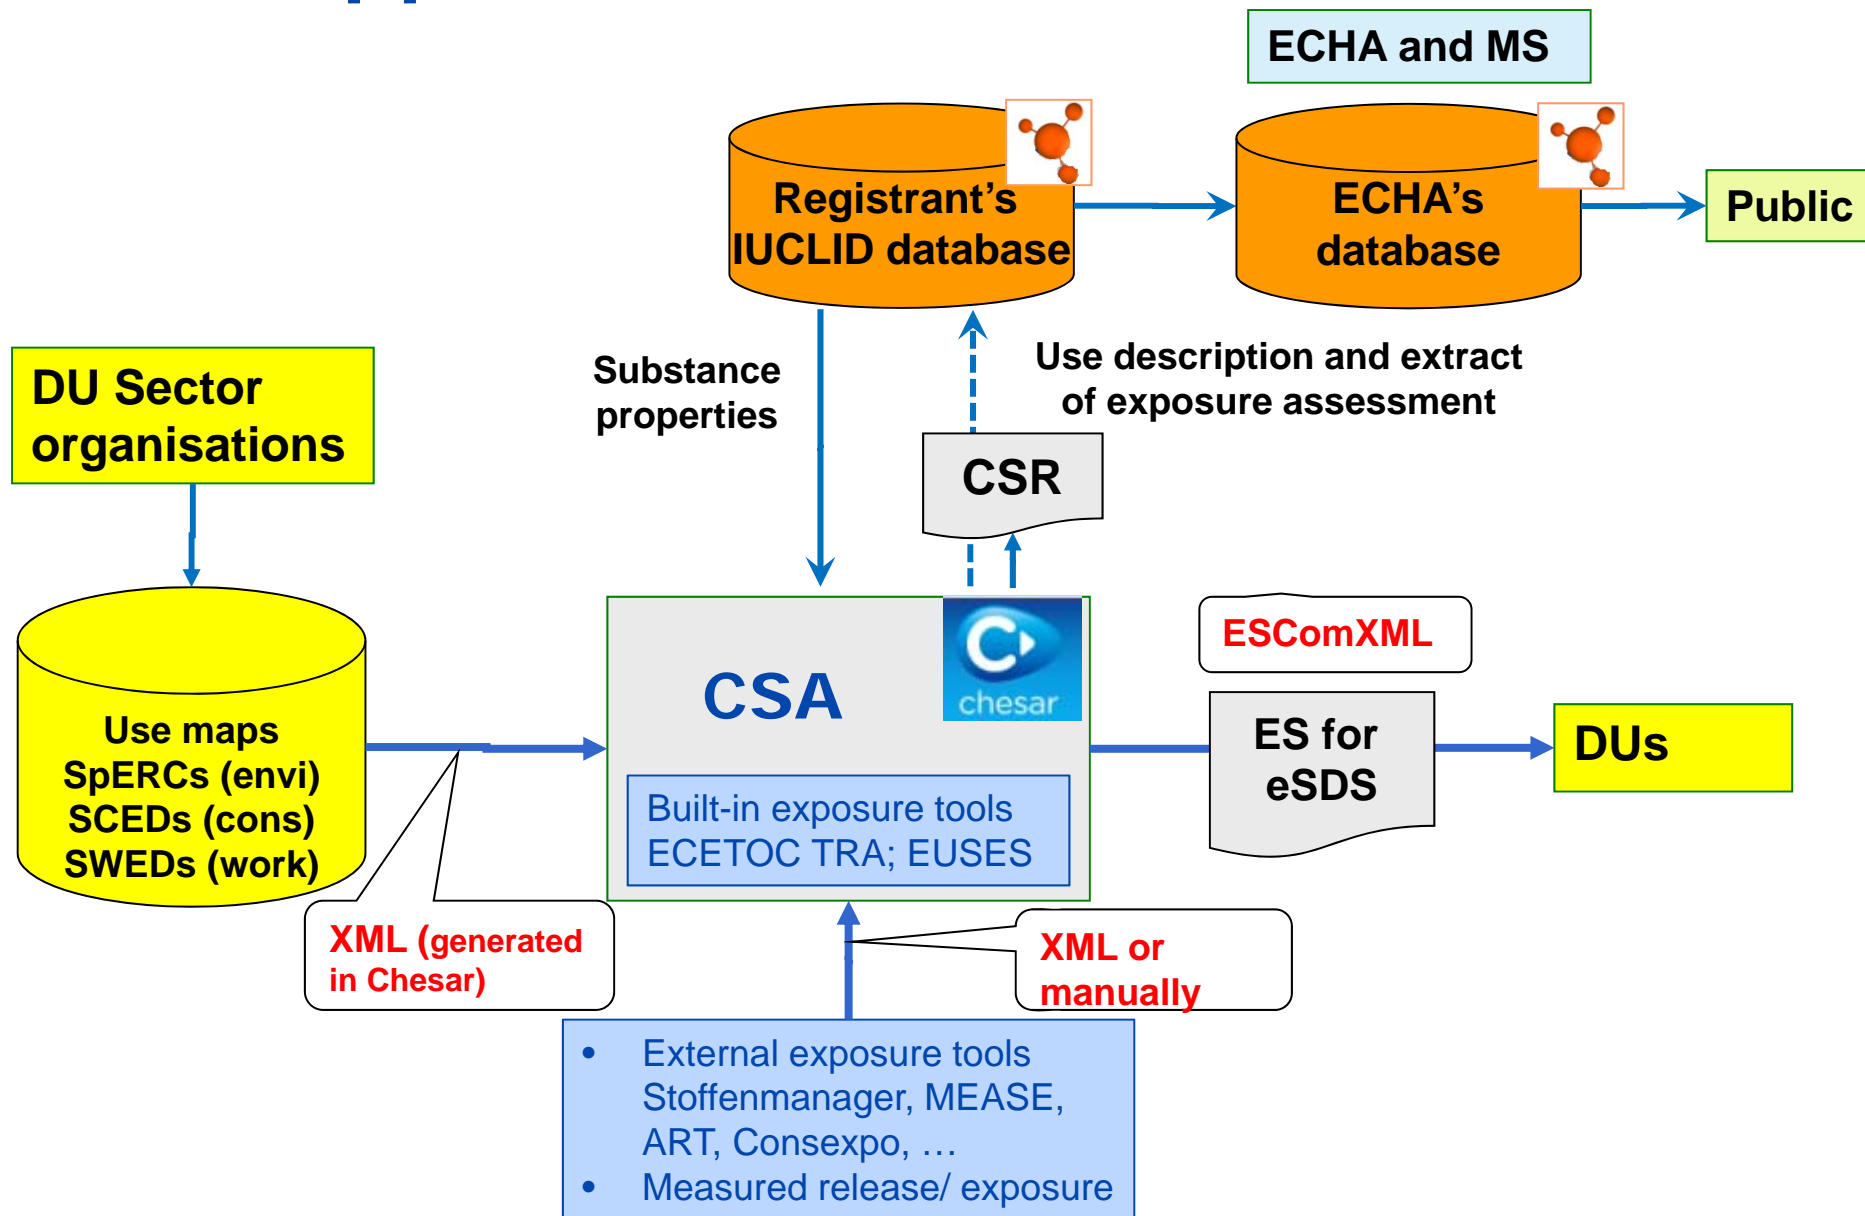 ECHA and MS
Registrant's
IUCLID database
ECHA's
database
Public
DU Sector
organisations
Substance
properties
Use description and extract
of exposure assessment
CSR
Use maps
SpERCs (envi)
SCEDs (cons)
SWEDs (work)
CSA
chesar
Built-in exposure tools
ECETOC TRA; EUSES
ESComXML
ES for
eSDS
DUs
XML (generated
in Chesar)
XML or
manually
• External exposure tools
Stoffenmanager, MEASE,
ART, Consexpo, …
• Measured release/ exposure